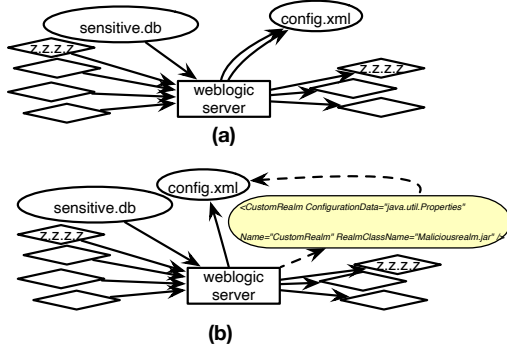 sensitive.db
config.xml
z.z.z.z
z.z.z.z
weblogic
server
(a)
config.xml
sensitive.db
<CustomRealm ConfigurationData="java.util.Properties"
Name="CustomRealm" RealmClassName="Maliciousrealm.jar" />
z.z.z.z
z.z.z.z
weblogic
server
(b)